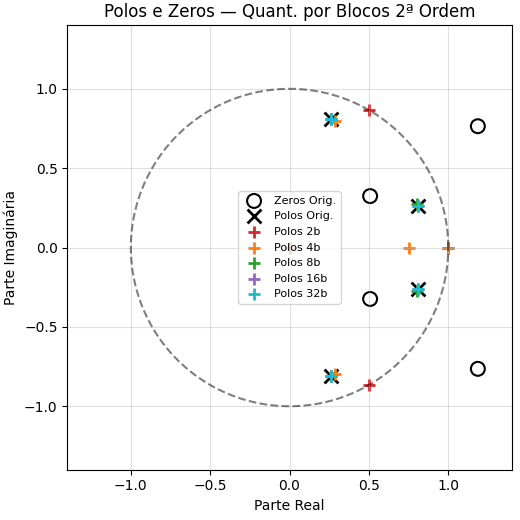 Polos e Zeros — Quant. por Blocos 2ª Ordem
Parte Imaginária
1.0
0.5
0.0
−0.5
−1.0
Zeros Orig.
Polos Orig.
Polos 2b
Polos 4b
Polos 8b
Polos 16b
Polos 32b
−1.0 −0.5 0.0 0.5 1.0
Parte Real